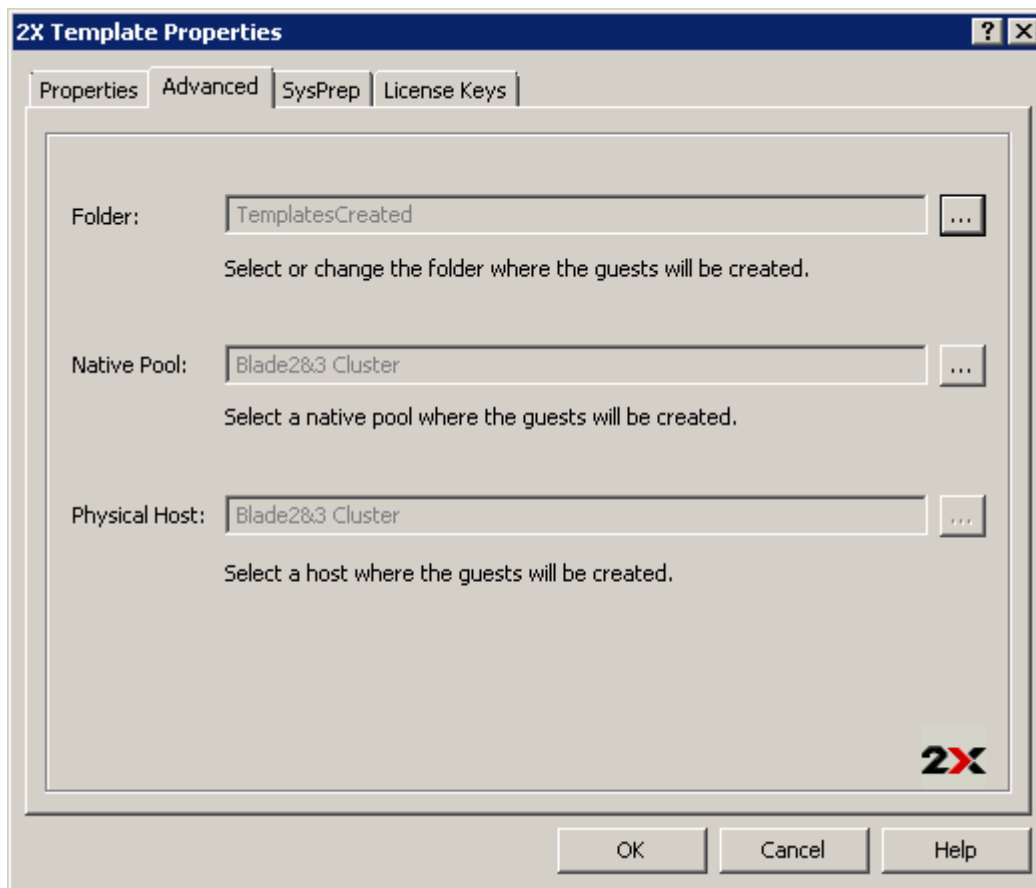 2X Template Properties
? X
Properties Advanced SysPrep License Keys
Folder: TemplatesCreated ...
Select or change the folder where the guests will be created.
Native Pool: Blade2&3 Cluster ...
Select a native pool where the guests will be created.
Physical Host: Blade2&3 Cluster ...
Select a host where the guests will be created.
2X
OK Cancel Help